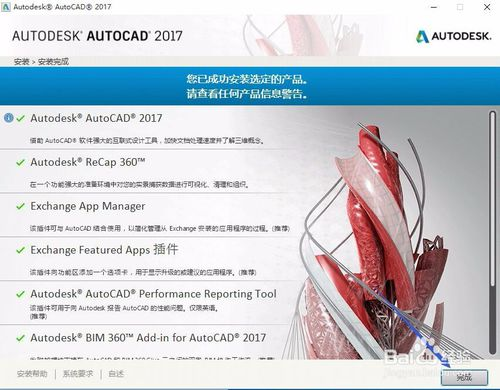 Autodesk® AutoCAD® 2017
AUTODESK® AUTOCAD® 2017
AUTODESK.
安装 > 安装完成
您已成功安装选定的产品。
请查看任何产品信息警告。
Autodesk® AutoCAD® 2017
借助 AutoCAD® 软件强大的互联式设计工具，加快文档处理速度并了解三维概念。
Autodesk® ReCap 360™
在一个功能强大的准备环境中对您的实景捕获数据进行可视化、清理和组织。
Exchange App Manager
该插件可与 AutoCAD 结合使用，以简化管理从 Exchange 安装的应用程序的过程。(推荐)
Exchange Featured Apps 插件
该插件向功能区添加一个选项卡，用于显示升级的或建议的应用程序。(推荐)
Autodesk® AutoCAD® Performance Reporting Tool
该插件可用于向 Autodesk 报告 AutoCAD 的性能问题。仅限英语。
(推荐)
Autodesk® BIM 360™ Add-in for AutoCAD® 2017
安装帮助 | 系统要求 | 自述
完成
Baidu 经验